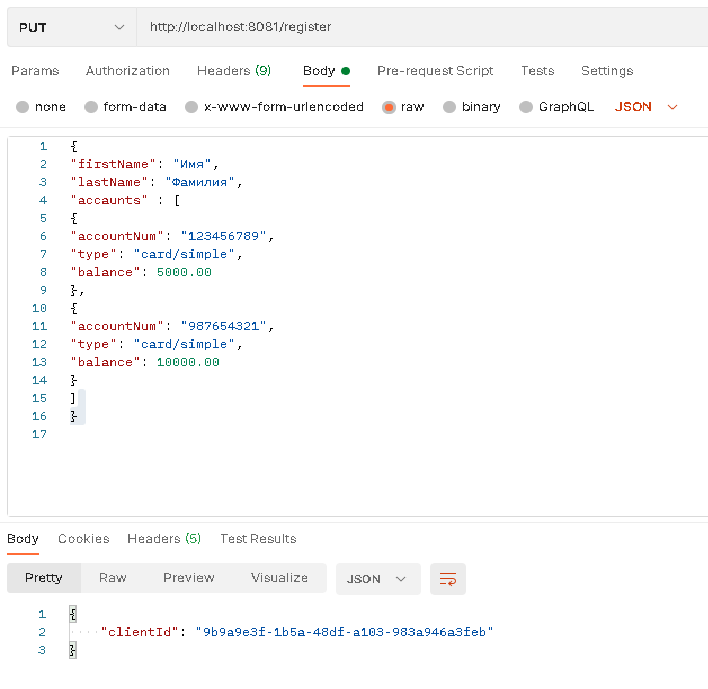 PUT http://localhost:8081/register
Params Authorization Headers (9) Body Pre-request Script Tests Settings
none form-data x-www-form-urlencoded raw binary GraphQL JSON
1 {
2 "firstName": "Имя",
3 "lastName": "Фамилия",
4 "accaunts" : [
5 {
6 "accountNum": "123456789",
7 "type": "card/simple",
8 "balance": 5000.00
9 },
10 {
11 "accountNum": "987654321",
12 "type": "card/simple",
13 "balance": 10000.00
14 }
15 ]
16 }
17
Body Cookies Headers (5) Test Results
Pretty Raw Preview Visualize JSON
1 {
2 "clientId": "9b9a9e3f-1b5a-48df-a103-983a946a3feb"
3 }